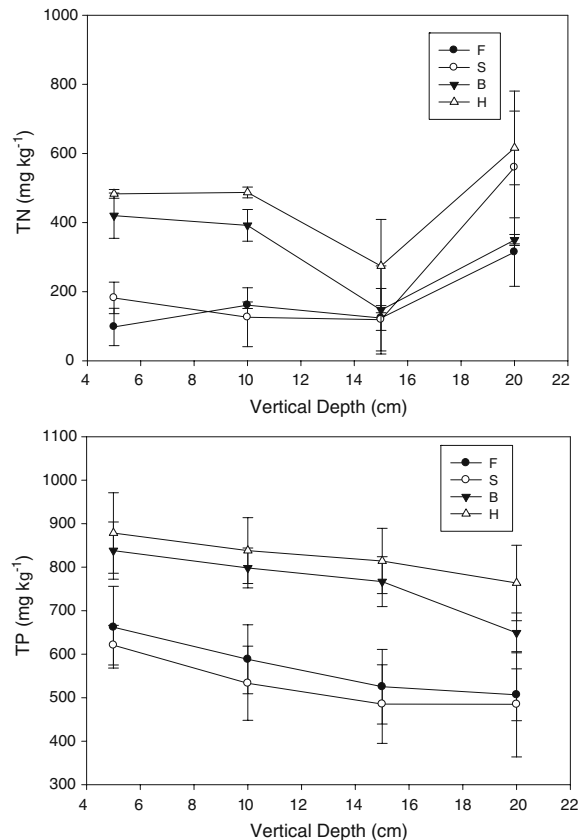 1000
800
600
400
200
0
TN (mg kg⁻¹)
F
S
B
H
4 6 8 10 12 14 16 18 20 22
Vertical Depth (cm)
1100
1000
900
800
700
600
500
400
300
TP (mg kg⁻¹)
F
S
B
H
4 6 8 10 12 14 16 18 20 22
Vertical Depth (cm)